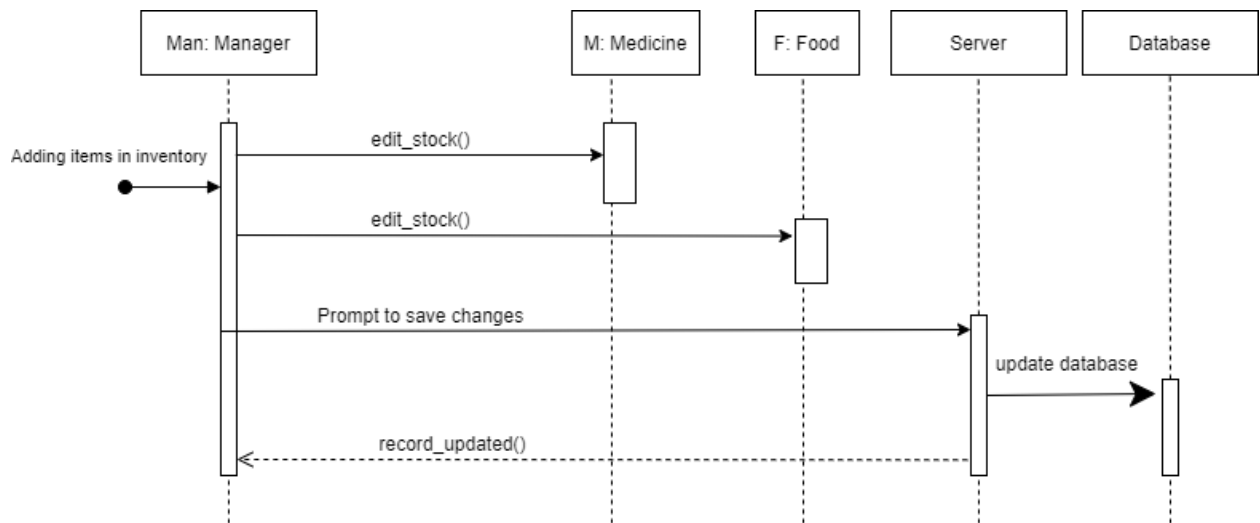 Man: Manager
M: Medicine
F: Food
Server
Database
edit_stock()
Adding items in inventory
edit_stock()
Prompt to save changes
update database
record_updated()